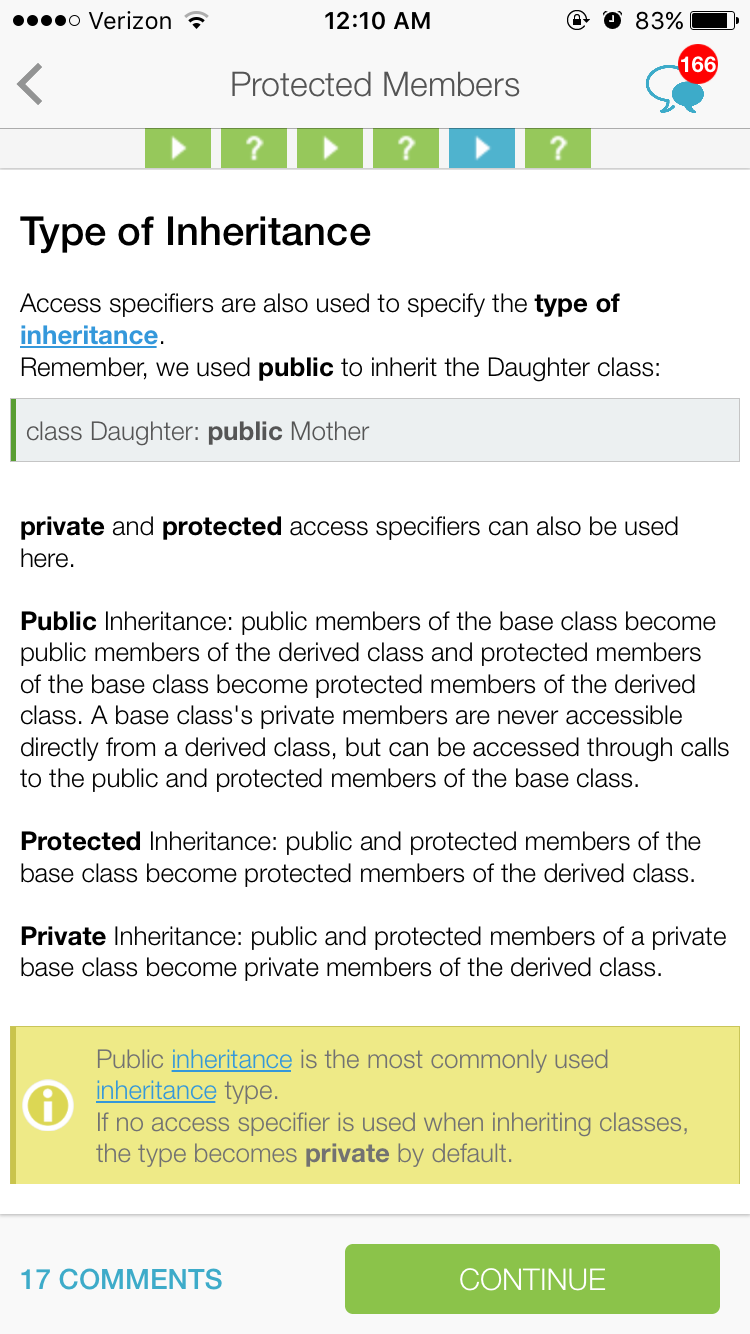 Verizon 12:10 AM 83%
Protected Members 166
? ? ?
Type of Inheritance
Access specifiers are also used to specify the type of
inheritance.
Remember, we used public to inherit the Daughter class:
class Daughter: public Mother
private and protected access specifiers can also be used
here.
Public Inheritance: public members of the base class become
public members of the derived class and protected members
of the base class become protected members of the derived
class. A base class's private members are never accessible
directly from a derived class, but can be accessed through calls
to the public and protected members of the base class.
Protected Inheritance: public and protected members of the
base class become protected members of the derived class.
Private Inheritance: public and protected members of a private
base class become private members of the derived class.
Public inheritance is the most commonly used
inheritance type.
If no access specifier is used when inheriting classes,
the type becomes private by default.
17 COMMENTS CONTINUE